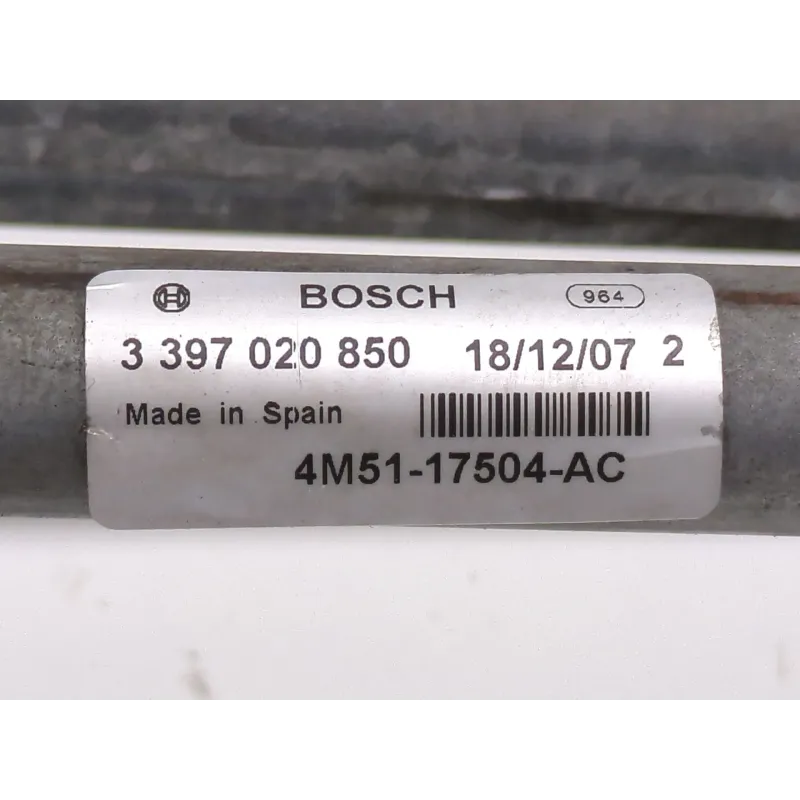 BOSCH 964
3 397 020 850 18/12/07 2
Made in Spain
4M51-17504-AC